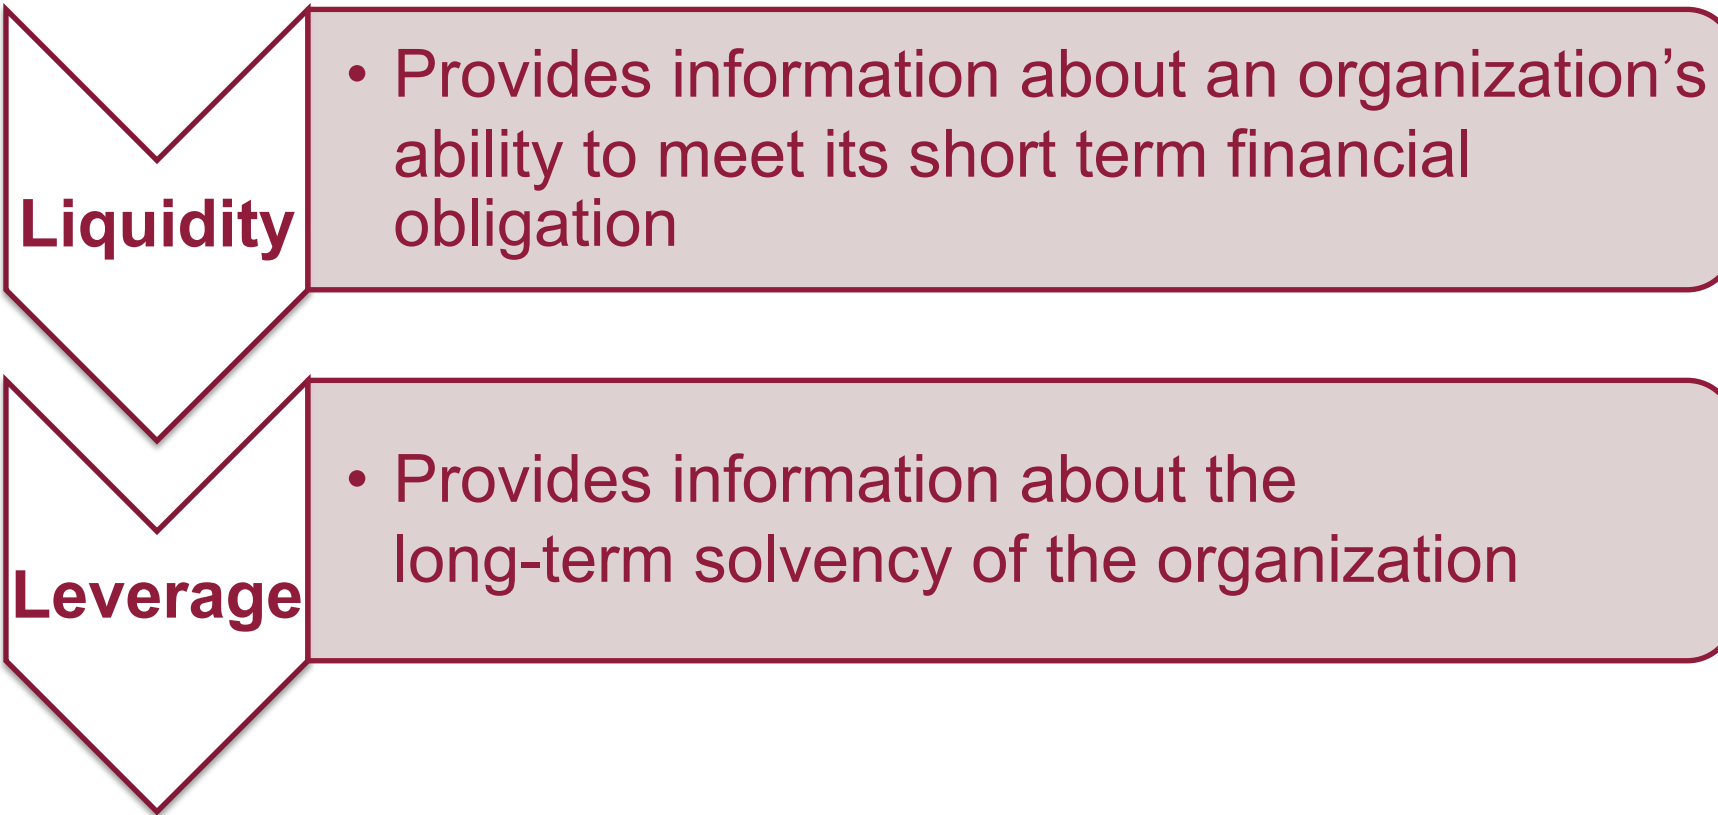 Liquidity
• Provides information about an organization’s
ability to meet its short term financial
obligation
Leverage
• Provides information about the
long-term solvency of the organization